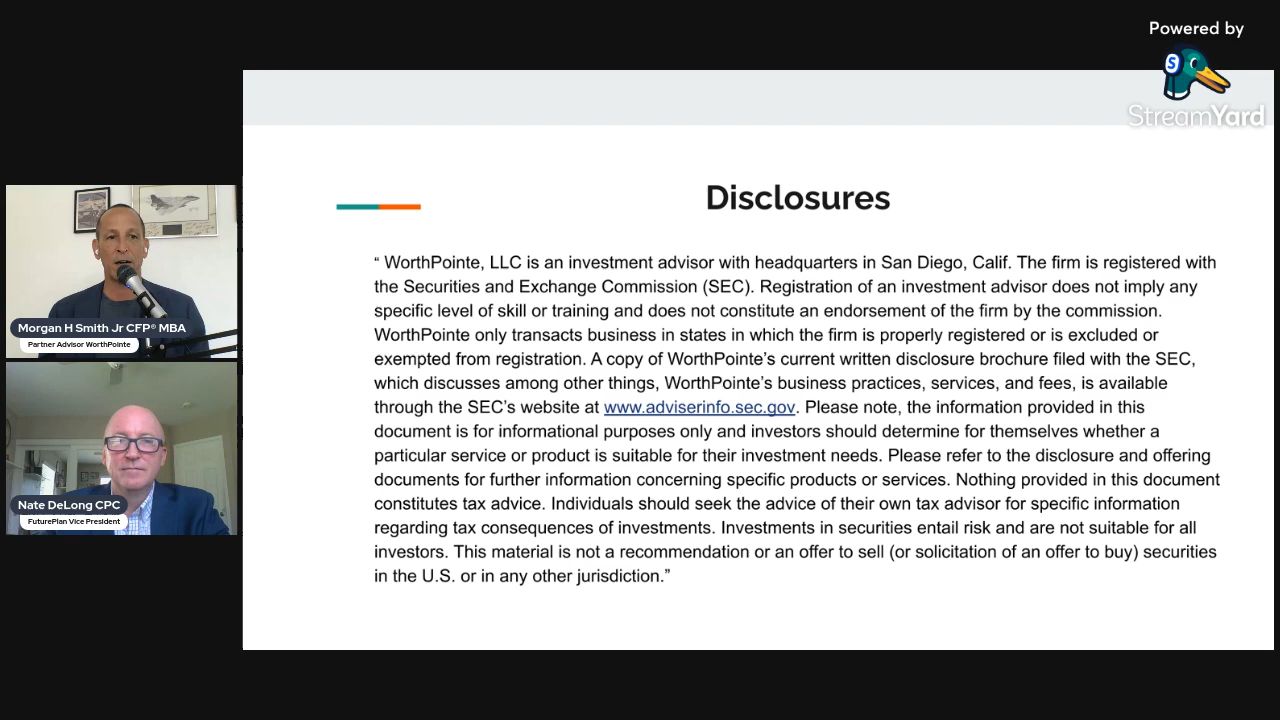 Powered by
StreamYard
S
Disclosures
“ WorthPointe, LLC is an investment advisor with headquarters in San Diego, Calif. The firm is registered with
the Securities and Exchange Commission (SEC). Registration of an investment advisor does not imply any
specific level of skill or training and does not constitute an endorsement of the firm by the commission.
WorthPointe only transacts business in states in which the firm is properly registered or is excluded or
exempted from registration. A copy of WorthPointe’s current written disclosure brochure filed with the SEC,
which discusses among other things, WorthPointe’s business practices, services, and fees, is available
through the SEC’s website at www.adviserinfo.sec.gov. Please note, the information provided in this
document is for informational purposes only and investors should determine for themselves whether a
particular service or product is suitable for their investment needs. Please refer to the disclosure and offering
documents for further information concerning specific products or services. Nothing provided in this document
constitutes tax advice. Individuals should seek the advice of their own tax advisor for specific information
regarding tax consequences of investments. Investments in securities entail risk and are not suitable for all
investors. This material is not a recommendation or an offer to sell (or solicitation of an offer to buy) securities
in the U.S. or in any other jurisdiction.”
Morgan H Smith Jr CFP® MBA
Partner Advisor WorthPointe
Nate DeLong CPC
FuturePlan Vice President